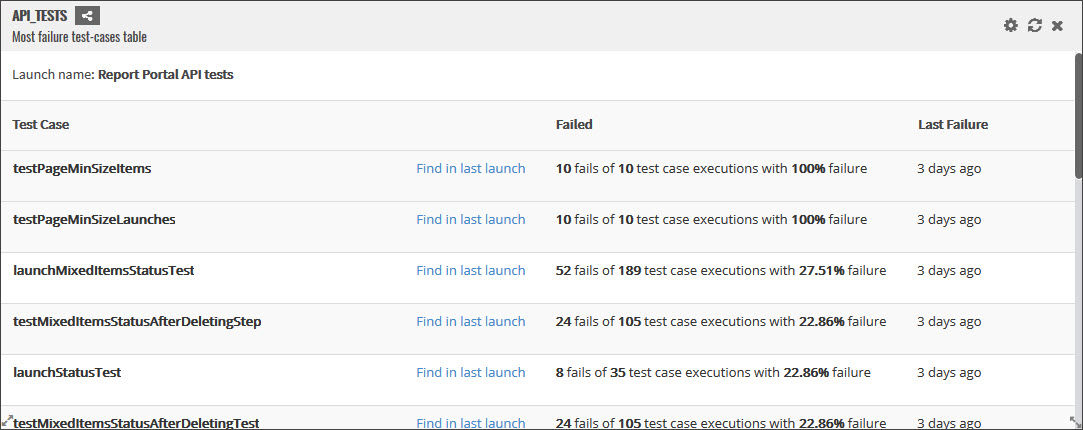 API_TESTS
Most failure test-cases table
Launch name: Report Portal API tests
Test Case Failed Last Failure
testPageMinSizeItems Find in last launch 10 fails of 10 test case executions with 100% failure 3 days ago
testPageMinSizeLaunches Find in last launch 10 fails of 10 test case executions with 100% failure 3 days ago
launchMixedItemsStatusTest Find in last launch 52 fails of 189 test case executions with 27.51% failure 3 days ago
testMixedItemsStatusAfterDeletingStep Find in last launch 24 fails of 105 test case executions with 22.86% failure 3 days ago
launchStatusTest Find in last launch 8 fails of 35 test case executions with 22.86% failure 3 days ago
testMixedItemsStatusAfterDeletingTest Find in last launch 24 fails of 105 test case executions with 22.86% failure 3 days ago